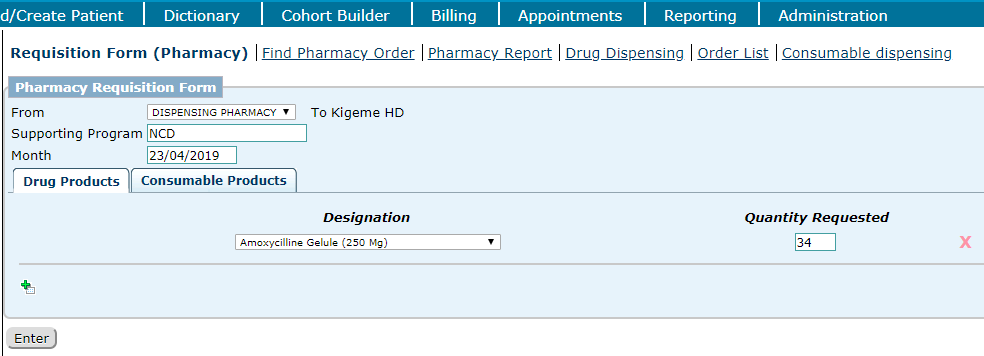 d/Create Patient Dictionary Cohort Builder Billing Appointments Reporting Administration
Requisition Form (Pharmacy) Find Pharmacy Order Pharmacy Report Drug Dispensing Order List Consumable dispensing
Pharmacy Requisition Form
From DISPENSING PHARMACY To Kigeme HD
Supporting Program NCD
Month 23/04/2019
Drug Products Consumable Products
Designation Quantity Requested
Amoxycilline Gelule (250 Mg) 34 X
Enter